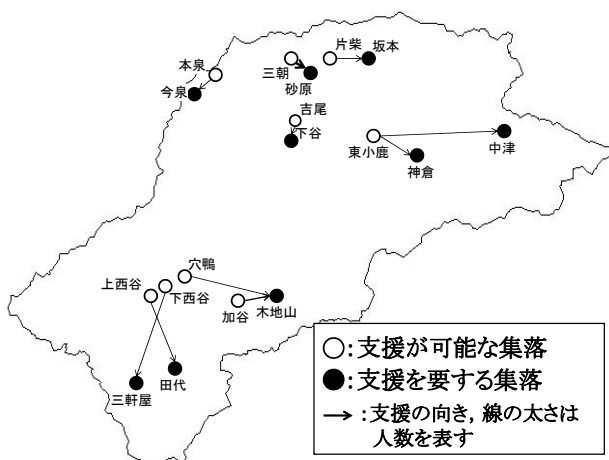 片柴
坂本
本泉
三朝
砂原
今泉
吉尾
下谷
東小鹿
中津
神倉
穴鴨
上西谷
下西谷
加谷
木地山
三軒屋
田代
○:支援が可能な集落
●:支援を要する集落
→:支援の向き,線の太さは
人数を表す